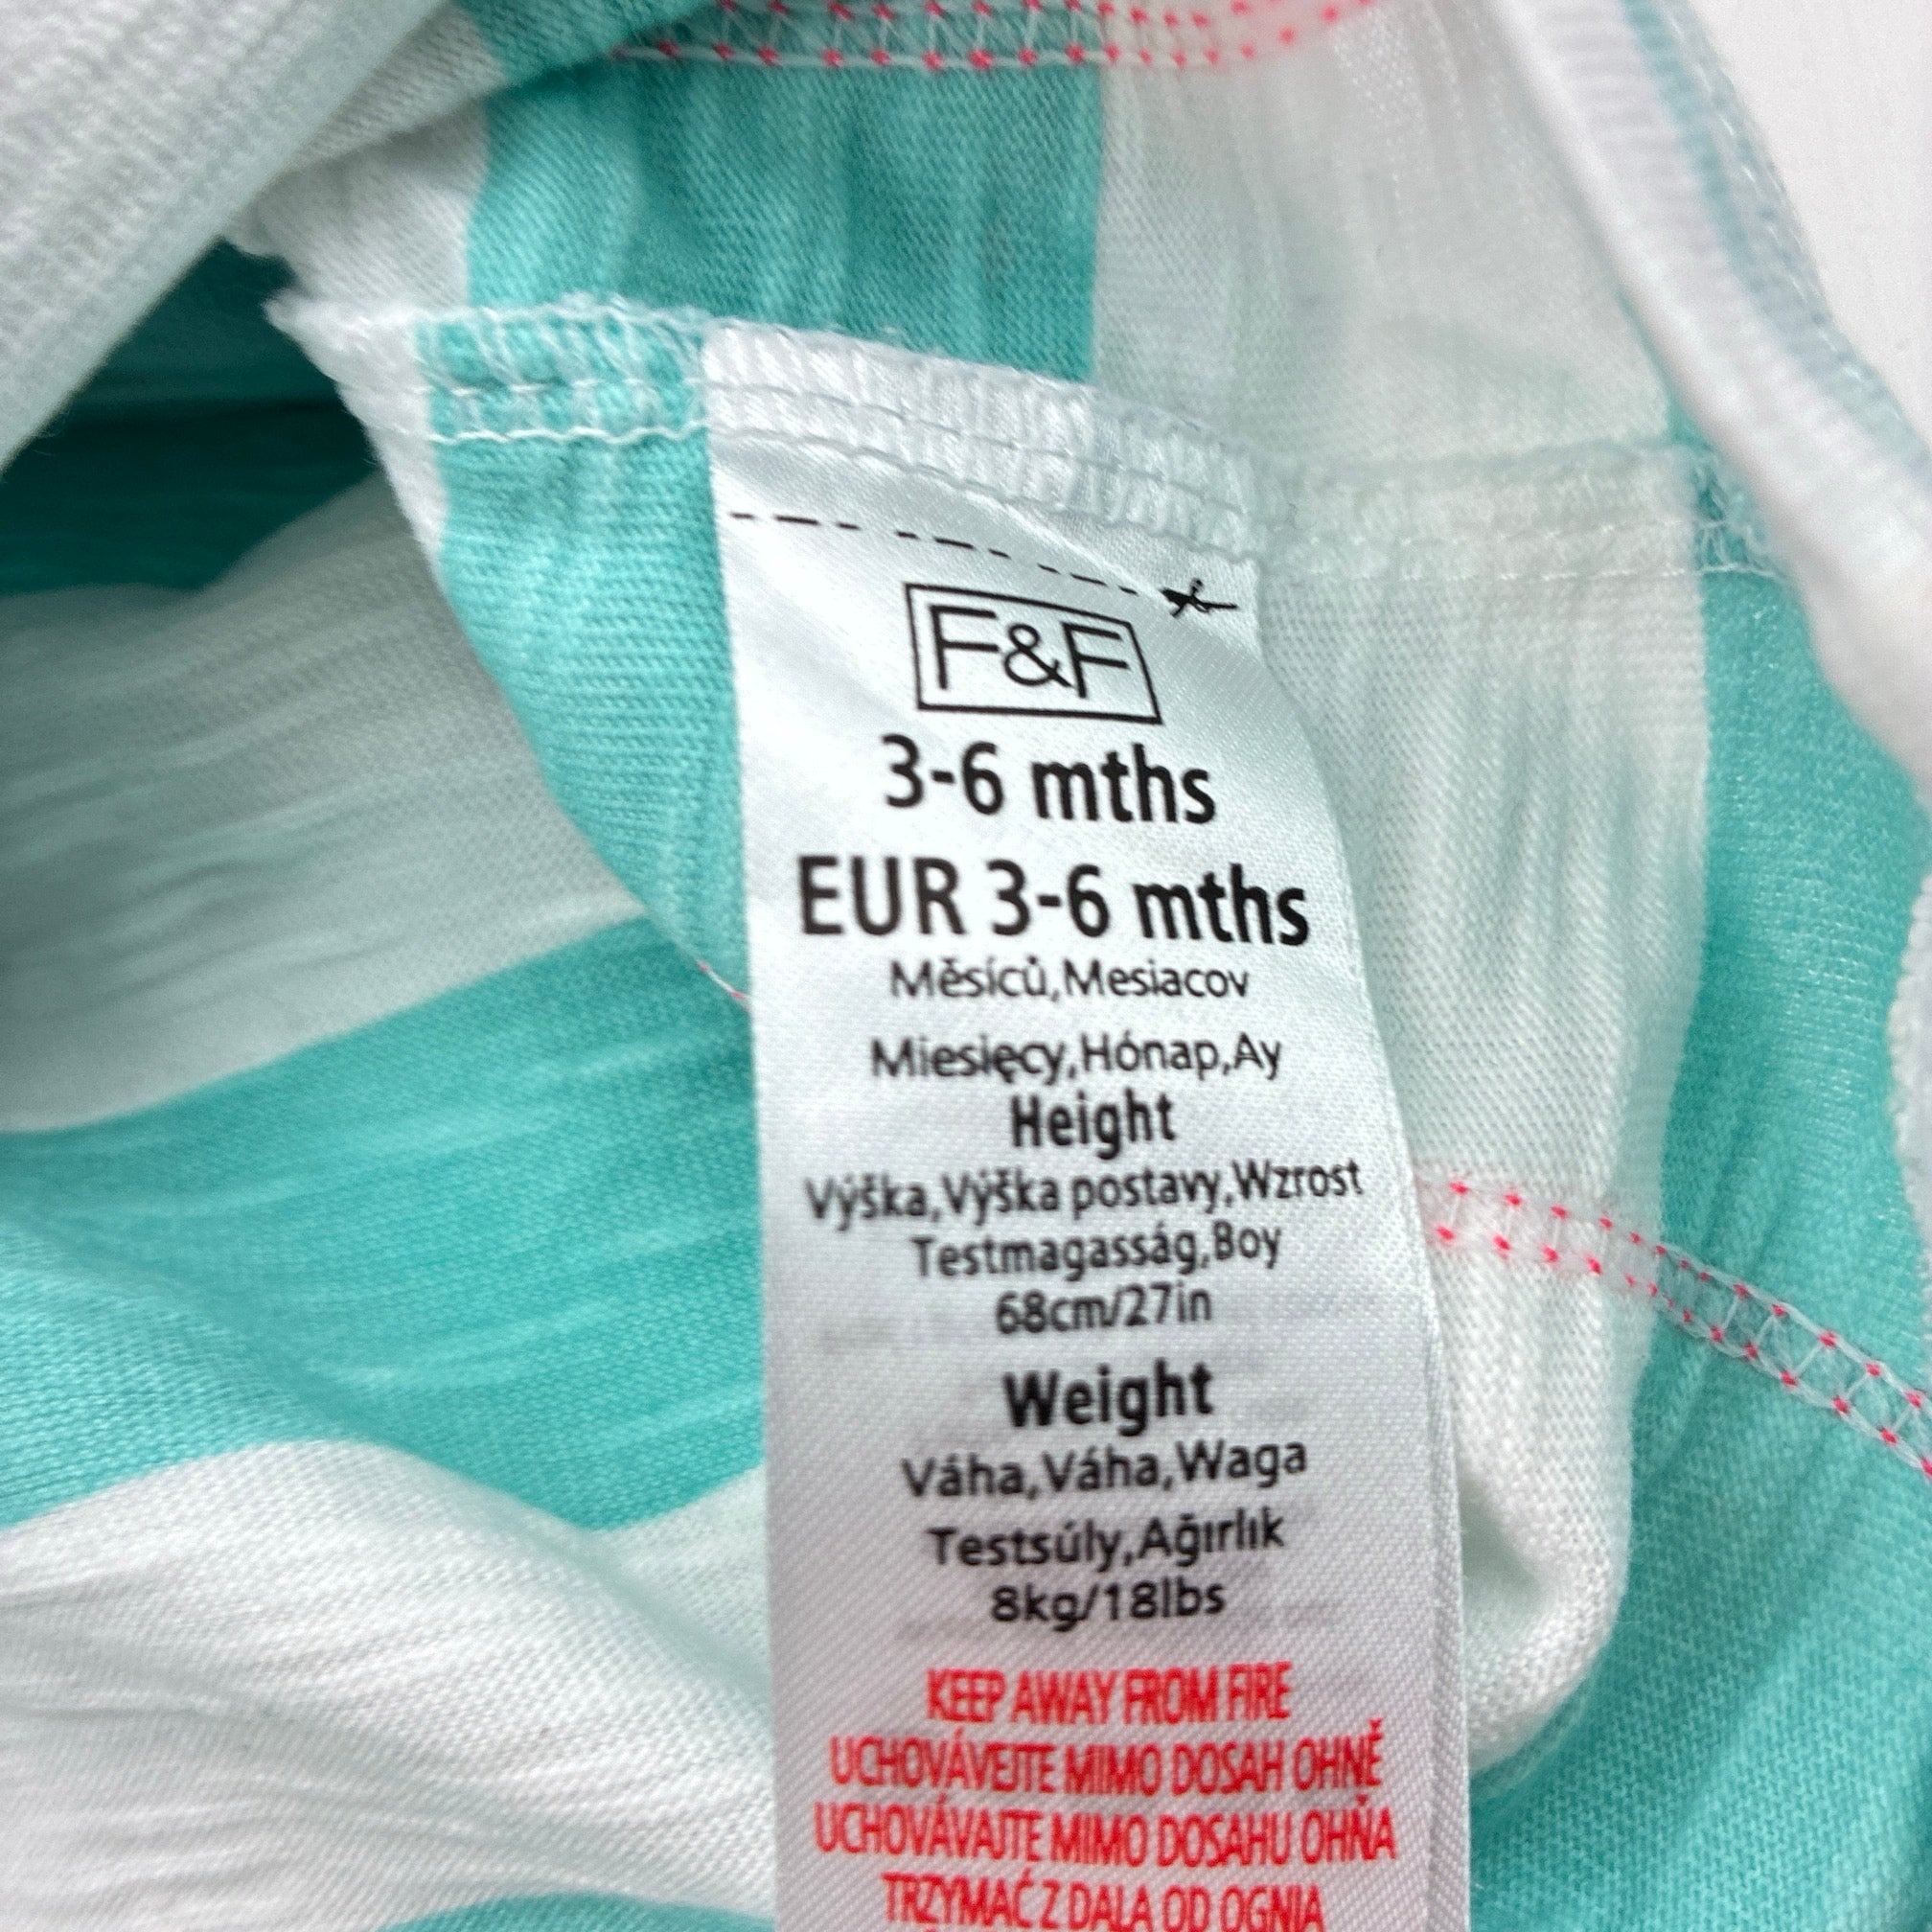 F&F
3-6 mths
EUR 3-6 mths
Měsíců,Mesiacov
Miesięcy,Hónap,Ay
Height
Výška,Výška postavy,Wzrost
Testmagasság,Boy
68cm/27in
Weight
Váha,Váha,Waga
Testsúly,Ağırlık
8kg/18lbs
KEEP AWAY FROM FIRE
UCHOVÁVEJTE MIMO DOSAH OHNĚ
UCHOVÁVAJTE MIMO DOSAHU OHŇA
TRZYMAĆ Z DALA OD OGNIA